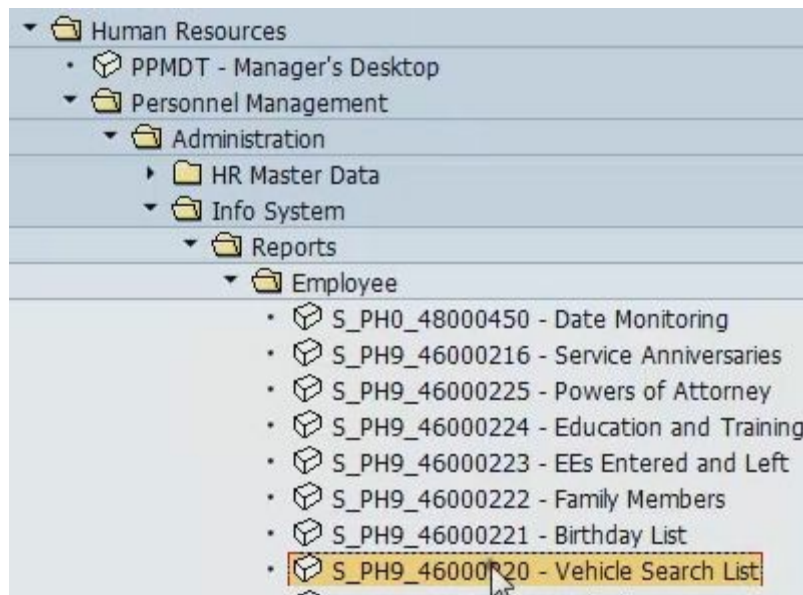 Human Resources
PPMDT - Manager's Desktop
Personnel Management
Administration
HR Master Data
Info System
Reports
Employee
S_PH0_48000450 - Date Monitoring
S_PH9_46000216 - Service Anniversaries
S_PH9_46000225 - Powers of Attorney
S_PH9_46000224 - Education and Training
S_PH9_46000223 - EEs Entered and Left
S_PH9_46000222 - Family Members
S_PH9_46000221 - Birthday List
S_PH9_46000220 - Vehicle Search List